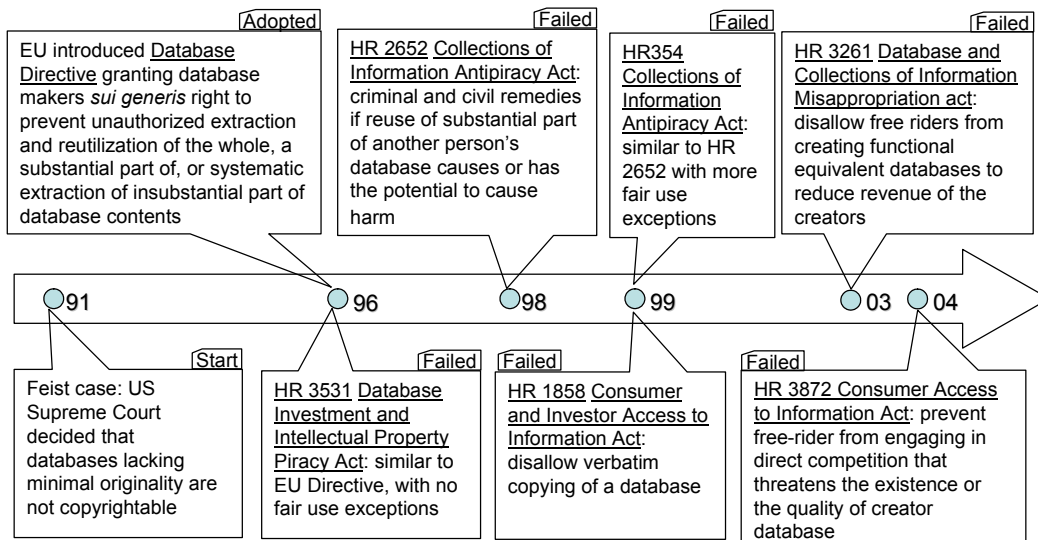 Adopted
EU introduced Database
Directive granting database
makers sui generis right to
prevent unauthorized extraction
and reutilization of the whole, a
substantial part of, or systematic
extraction of insubstantial part of
database contents
Failed
HR 2652 Collections of
Information Antipiracy Act:
criminal and civil remedies
if reuse of substantial part
of another person's
database causes or has
the potential to cause
harm
Failed
HR354
Collections of
Information
Antipiracy Act:
similar to HR
2652 with more
fair use
exceptions
Failed
HR 3261 Database and
Collections of Information
Misappropriation act:
disallow free riders from
creating functional
equivalent databases to
reduce revenue of the
creators
91
96
98
99
03
04
Start
Feist case: US
Supreme Court
decided that
databases lacking
minimal originality are
not copyrightable
Failed
HR 3531 Database
Investment and
Intellectual Property
Piracy Act: similar to
EU Directive, with no
fair use exceptions
Failed
HR 1858 Consumer
and Investor Access to
Information Act:
disallow verbatim
copying of a database
Failed
HR 3872 Consumer Access
to Information Act: prevent
free-rider from engaging in
direct competition that
threatens the existence or
the quality of creator
database